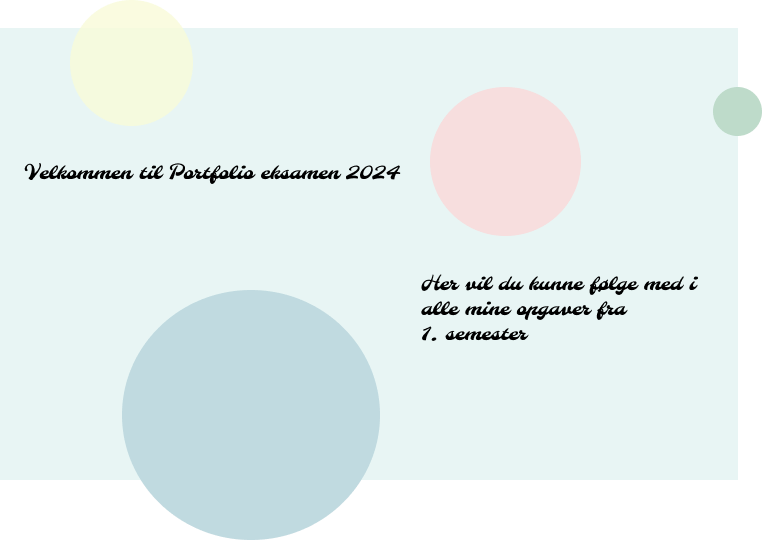 Velkommen til Portfolio eksamen 2024
Her vil du kunne følge med i
alle mine opgaver fra
1. semester